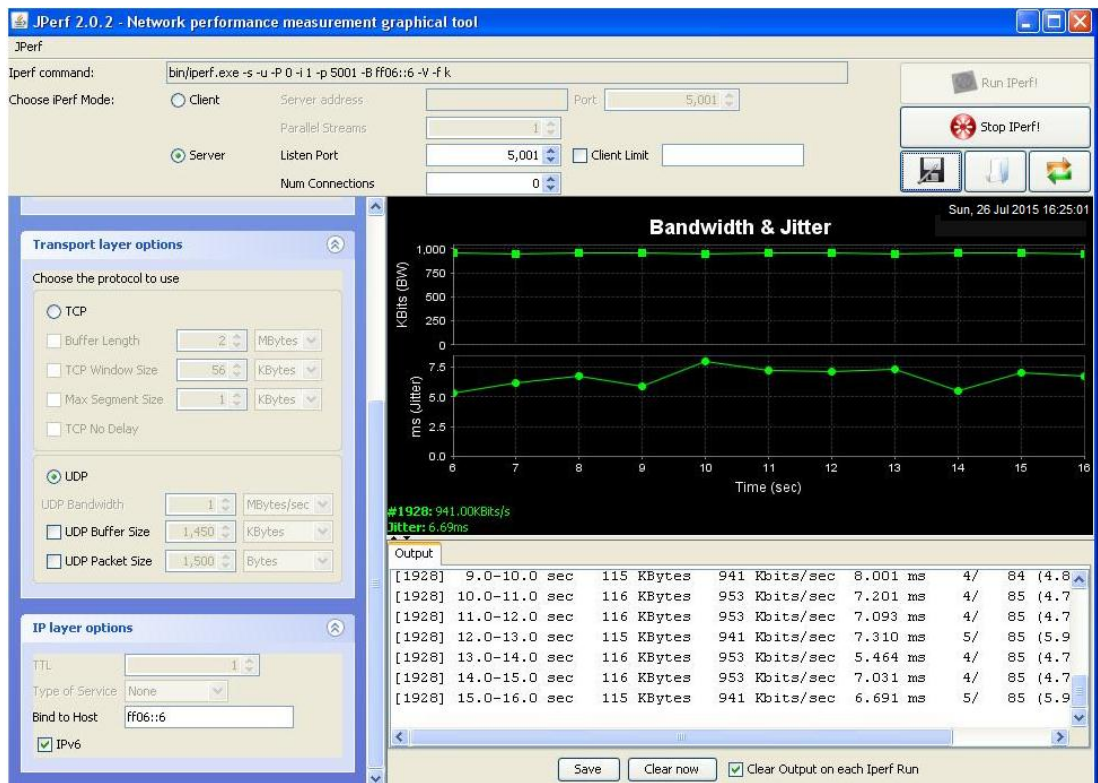 JPerf 2.0.2 - Network performance measurement graphical tool
JPerf
Iperf command: bin/iperf.exe -s -u -P 0 -i 1 -p 5001 -B ff06::6 -V -f k
Choose iPerf Mode: Client Server address Port 5,001
Parallel Streams 1
Server Listen Port 5,001 Client Limit
Num Connections 0
Run IPerf!
Stop IPerf!
Transport layer options
Choose the protocol to use
TCP
Buffer Length 2 MBytes
TCP Window Size 56 KBytes
Max Segment Size 1 KBytes
TCP No Delay
UDP
UDP Bandwidth 1 MBytes/sec
UDP Buffer Size 1,450 KBytes
UDP Packet Size 1,500 Bytes
IP layer options
TTL 1
Type of Service None
Bind to Host ff06::6
IPv6
Sun, 26 Jul 2015 16:25:01
Bandwidth & Jitter
KBits (BW)
1,000
750
500
250
0
ms (Jitter)
7.5
5.0
2.5
0.0
6 7 8 9 10 11 12 13 14 15 16
Time (sec)
#1928: 941.00KBits/s
Jitter: 6.69ms
Output
[1928] 9.0-10.0 sec 115 KBytes 941 Kbits/sec 8.001 ms 4/ 84 (4.8
[1928] 10.0-11.0 sec 116 KBytes 953 Kbits/sec 7.201 ms 4/ 85 (4.7
[1928] 11.0-12.0 sec 116 KBytes 953 Kbits/sec 7.093 ms 4/ 85 (4.7
[1928] 12.0-13.0 sec 115 KBytes 941 Kbits/sec 7.310 ms 5/ 85 (5.9
[1928] 13.0-14.0 sec 116 KBytes 953 Kbits/sec 5.464 ms 4/ 85 (4.7
[1928] 14.0-15.0 sec 116 KBytes 953 Kbits/sec 7.031 ms 4/ 85 (4.7
[1928] 15.0-16.0 sec 115 KBytes 941 Kbits/sec 6.691 ms 5/ 85 (5.9
Save Clear now Clear Output on each Iperf Run